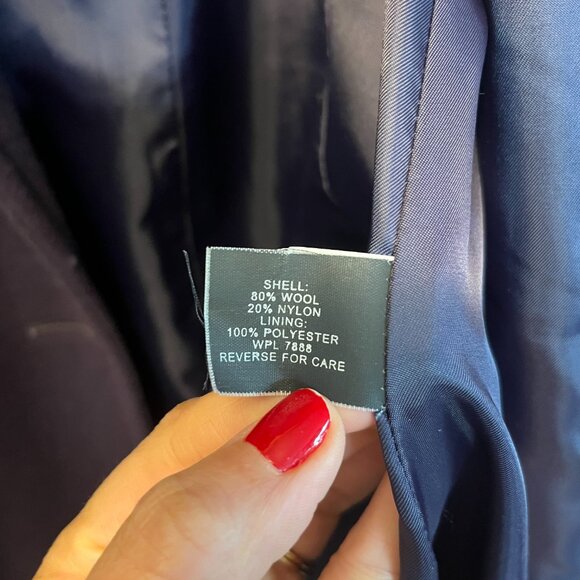 SHELL:
80% WOOL
20% NYLON
LINING:
100% POLYESTER
WPL 7888
REVERSE FOR CARE